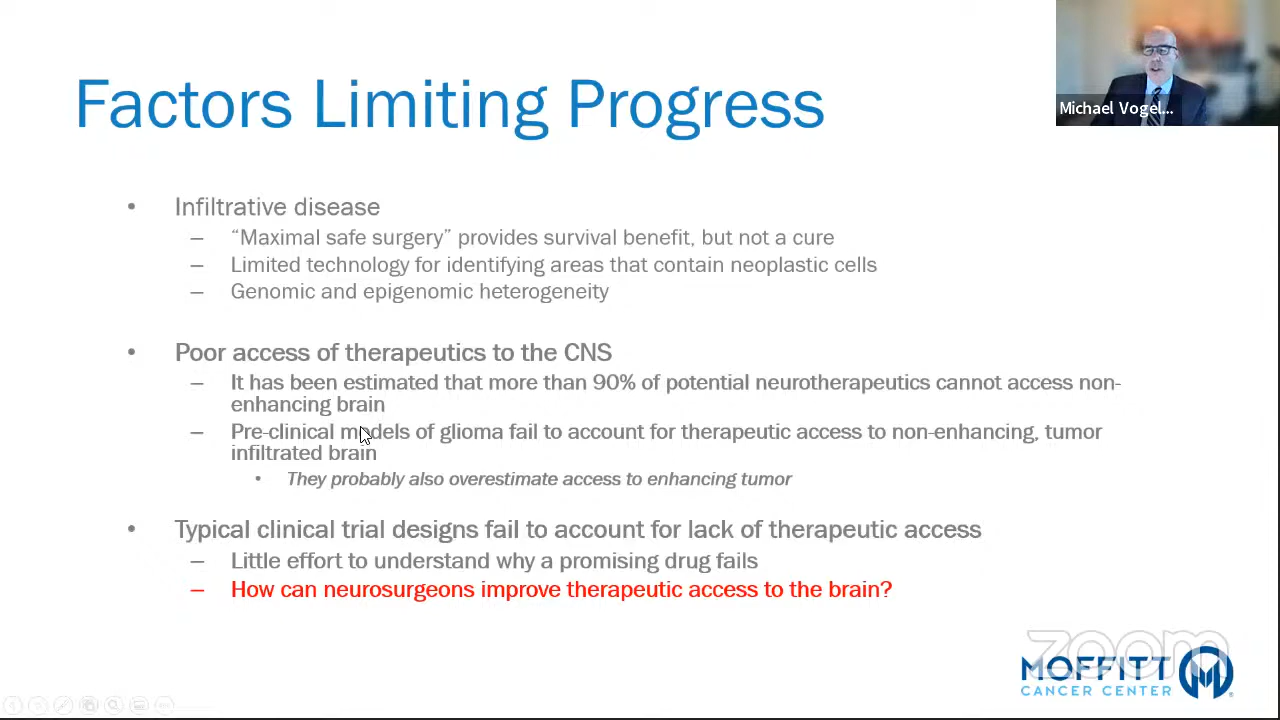 Factors Limiting Progress
Michael Vogel...
• Infiltrative disease
– “Maximal safe surgery” provides survival benefit, but not a cure
– Limited technology for identifying areas that contain neoplastic cells
– Genomic and epigenomic heterogeneity
• Poor access of therapeutics to the CNS
– It has been estimated that more than 90% of potential neurotherapeutics cannot access non-
enhancing brain
– Pre-clinical models of glioma fail to account for therapeutic access to non-enhancing, tumor
infiltrated brain
• They probably also overestimate access to enhancing tumor
• Typical clinical trial designs fail to account for lack of therapeutic access
– Little effort to understand why a promising drug fails
– How can neurosurgeons improve therapeutic access to the brain?
zoom
MOFFITT
CANCER CENTER
®